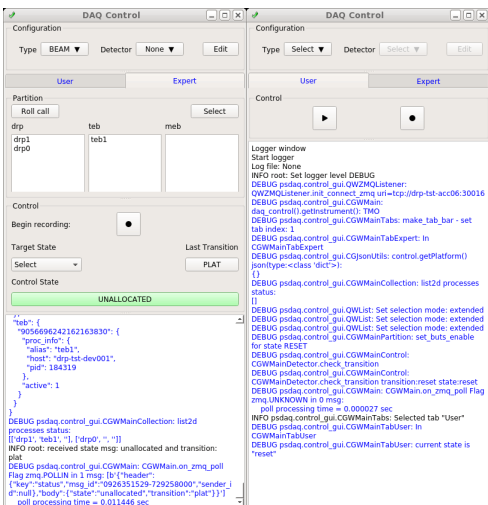 DAQ Control
Configuration
Type BEAM ▼ Detector None ▼ Edit
User Expert
Partition
Roll call Select
drp teb meb
drp1 teb1
drp0
Control
Begin recording:
Target State Last Transition
Select PLAT
Control State
UNALLOCATED
"teb": {
"9056696242162163830": {
"proc_info": {
"alias": "teb1",
"host": "drp-tst-dev001",
"pid": 184319
},
"active": 1
}
}
}
DEBUG psdaq.control_gui.CGWMainCollection: list2d
processes status:
[['drp1', 'teb1', ''], ['drp0', '', '']]
INFO root: received state msg: unallocated and transition:
plat
DEBUG psdaq.control_gui.CGWMain: CGWMain.on_zmq_poll
Flag zmq.POLLIN in 1 msg: [b'{"header":
{"key":"status","msg_id":"0926351529-729258000","sender_i
d":null},"body":{"state":"unallocated","transition":"plat"}}']
poll processing time = 0.011446 sec
DAQ Control
Configuration
Type Select ▼ Detector Select ▼ Edit
User Expert
Control
Logger window
Start logger
Log file: None
INFO root: Set logger level DEBUG
DEBUG psdaq.control_gui.QWZMQListener:
QWZMQListener.init_connect_zmq uri=tcp://drp-tst-acc06:30016
DEBUG psdaq.control_gui.CGWMain:
daq_control().getInstrument(): TMO
DEBUG psdaq.control_gui.CGWMainTabs: make_tab_bar - set
tab index: 1
DEBUG psdaq.control_gui.CGWMainTabExpert: In
CGWMainTabExpert
DEBUG psdaq.control_gui.CGJsonUtils: control.getPlatform()
json(type:<class 'dict'>):
{}
DEBUG psdaq.control_gui.CGWMainCollection: list2d processes
status:
[]
DEBUG psdaq.control_gui.QWList: Set selection mode: extended
DEBUG psdaq.control_gui.QWList: Set selection mode: extended
DEBUG psdaq.control_gui.QWList: Set selection mode: extended
DEBUG psdaq.control_gui.CGWMainPartition: set_buts_enable
for state RESET
DEBUG psdaq.control_gui.CGWMainControl:
CGWMainDetector.check_transition
DEBUG psdaq.control_gui.CGWMainControl:
CGWMainDetector.check_transition transition:reset state:reset
DEBUG psdaq.control_gui.CGWMain: CGWMain.on_zmq_poll Flag
zmq.UNKNOWN in 0 msg:
poll processing time = 0.000027 sec
INFO psdaq.control_gui.CGWMainTabs: Selected tab "User"
DEBUG psdaq.control_gui.CGWMainTabUser: In
CGWMainTabUser
DEBUG psdaq.control_gui.CGWMainTabUser: current state is
"reset"